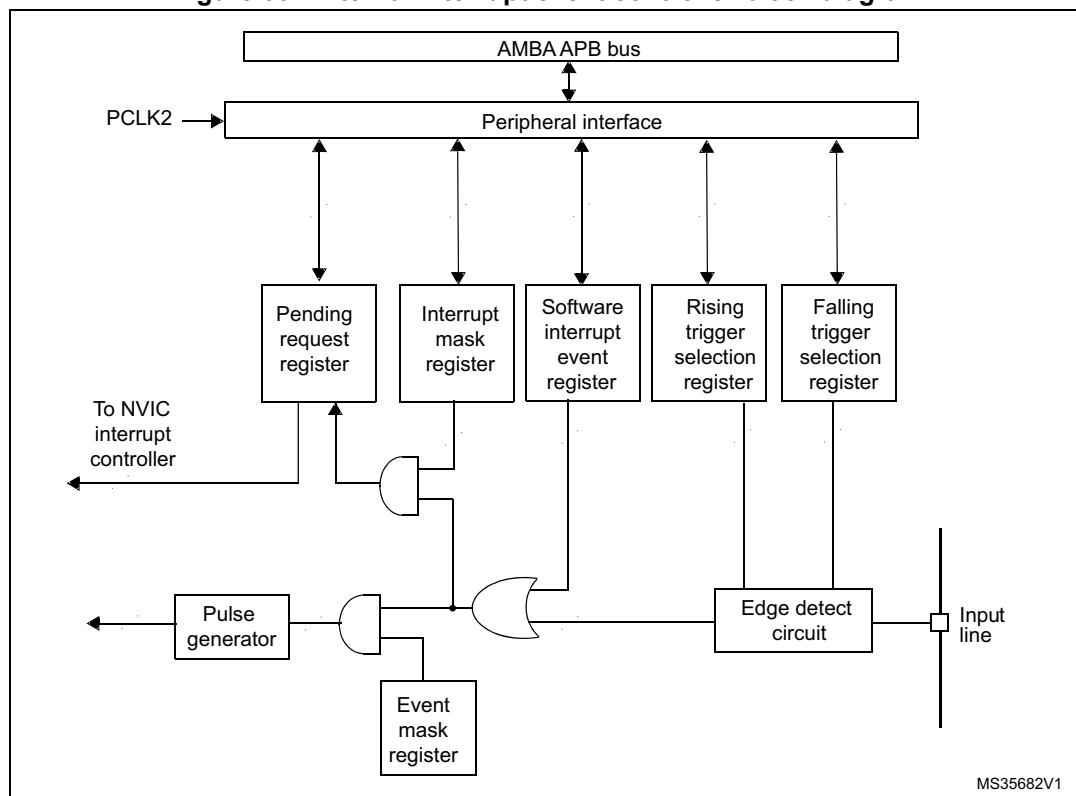 AMBA APB bus
PCLK2
Peripheral interface
Pending
request
register
Interrupt
mask
register
Software
interrupt
event
register
Rising
trigger
selection
register
Falling
trigger
selection
register
To NVIC
interrupt
controller
Pulse
generator
Event
mask
register
Edge detect
circuit
Input
line
MS35682V1